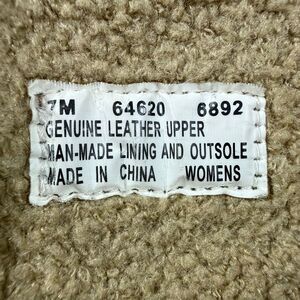 7M 64620 6892
GENUINE LEATHER UPPER
MAN-MADE LINING AND OUTSOLE
MADE IN CHINA WOMENS